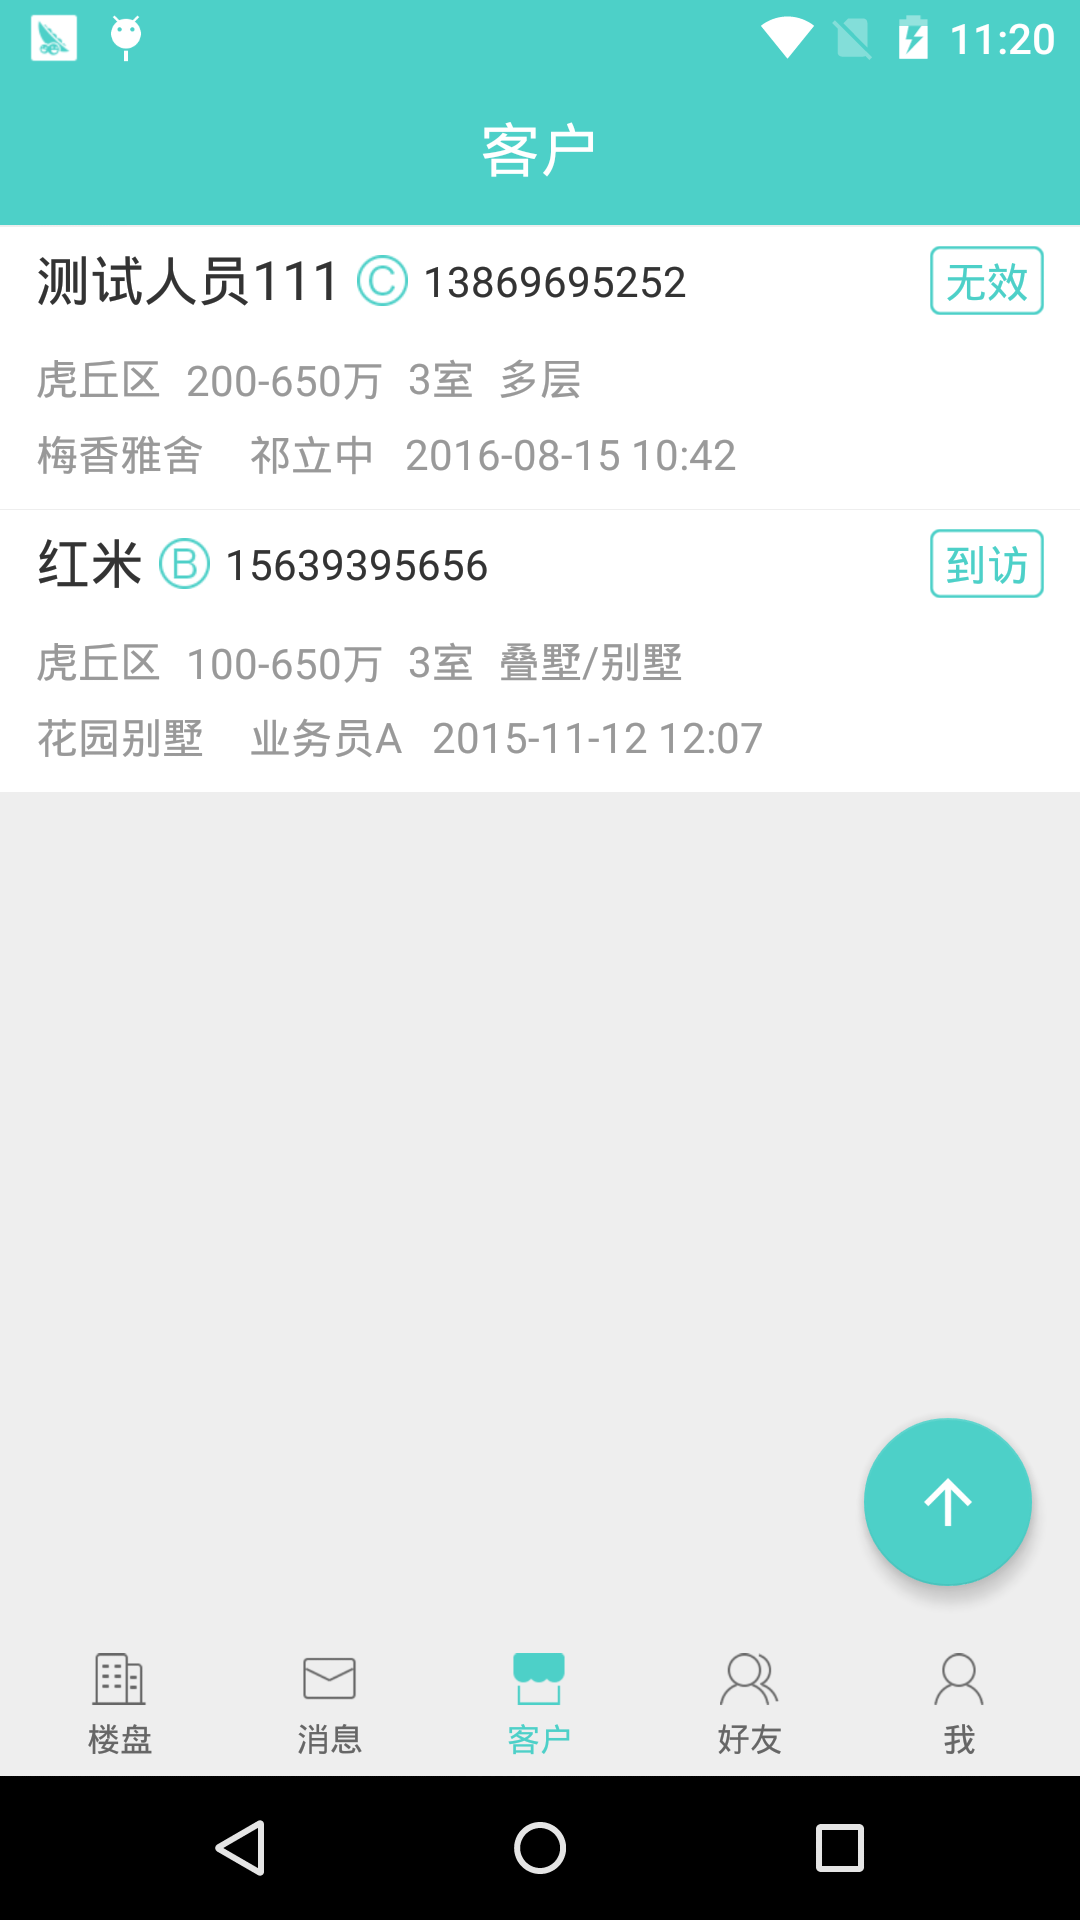 11:20
客户
测试人员111 Ⓒ 13869695252 无效
虎丘区 200-650万 3室 多层
梅香雅舍 祁立中 2016-08-15 10:42
红米 Ⓑ 15639395656 到访
虎丘区 100-650万 3室 叠墅/别墅
花园别墅 业务员A 2015-11-12 12:07
楼盘 消息 客户 好友 我